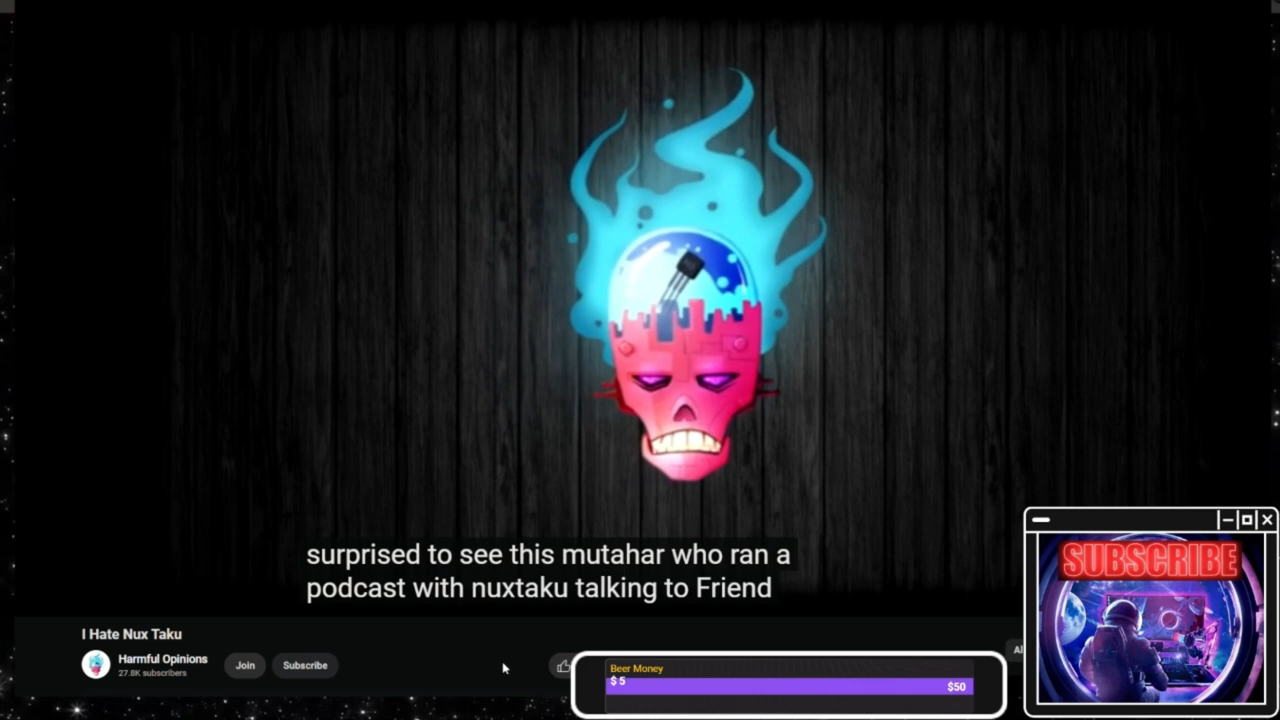 surprised to see this mutahar who ran a
podcast with nuxtaku talking to Friend
I Hate Nux Taku
Harmful Opinions
27.8K subscribers
Join
Subscribe
Al
Beer Money
$ 5
$50
SUBSCRIBE